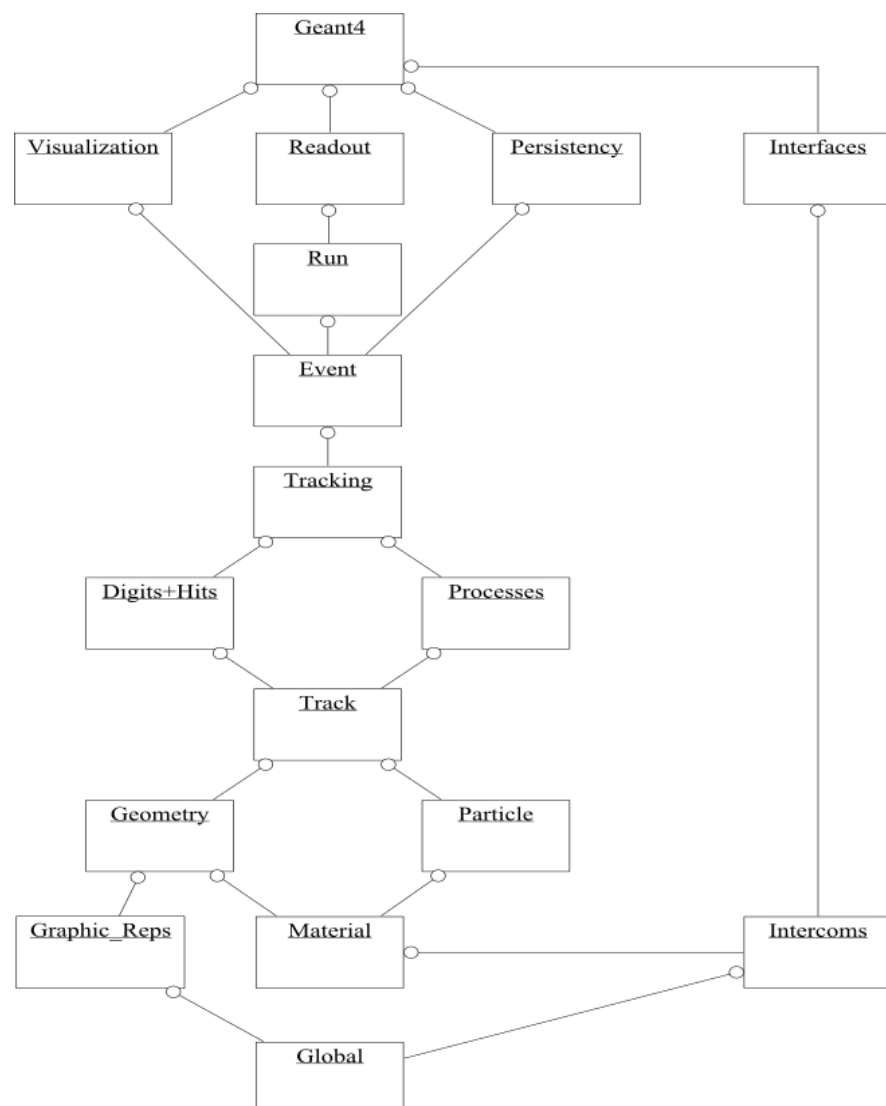 Geant4
Visualization
Readout
Persistency
Interfaces
Run
Event
Tracking
Digits+Hits
Processes
Track
Geometry
Particle
Graphic_Reps
Material
Intercoms
Global